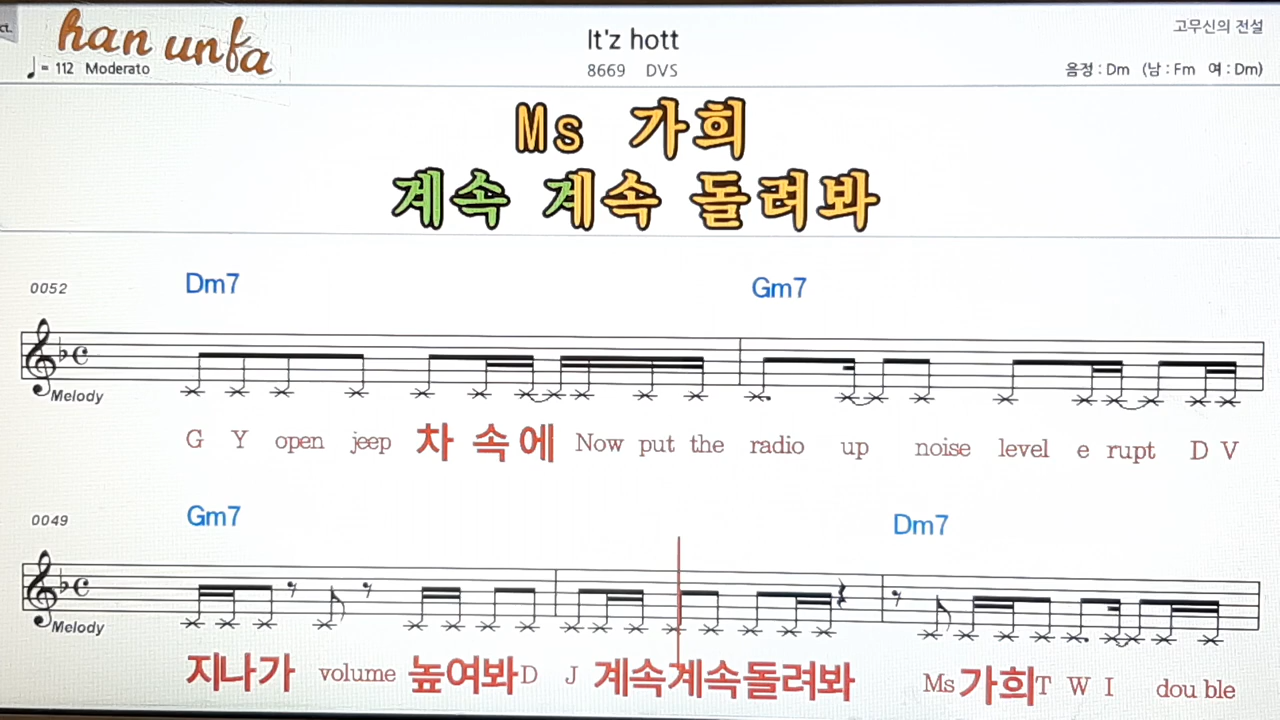 ct.
han unfa
It'z hott
고무신의 전설
♩= 112 Moderato
8669 DVS
음정 : Dm (남 : Fm 여 : Dm)
Ms 가희
계속 계속 돌려봐
0052
Dm7 Gm7
Melody
G Y open jeep 차 속에 Now put the radio up noise level e rupt D V
0049
Gm7 Dm7
Melody
지나가 volume 높여봐 D J 계속계속돌려봐 Ms 가희 T W I dou ble